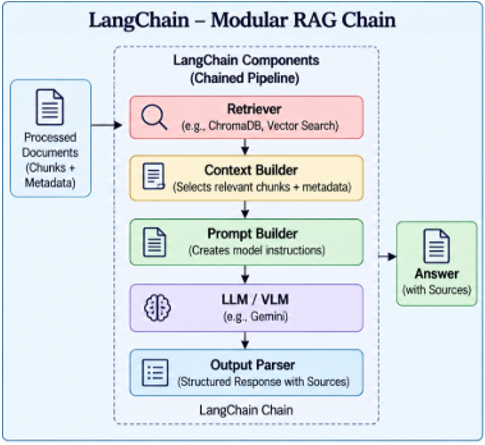 LangChain – Modular RAG Chain
Processed
Documents
(Chunks +
Metadata)
LangChain Components
(Chained Pipeline)
Retriever
(e.g., ChromaDB, Vector Search)
Context Builder
(Selects relevant chunks + metadata)
Prompt Builder
(Creates model instructions)
LLM / VLM
(e.g., Gemini)
Output Parser
(Structured Response with Sources)
LangChain Chain
Answer
(with Sources)